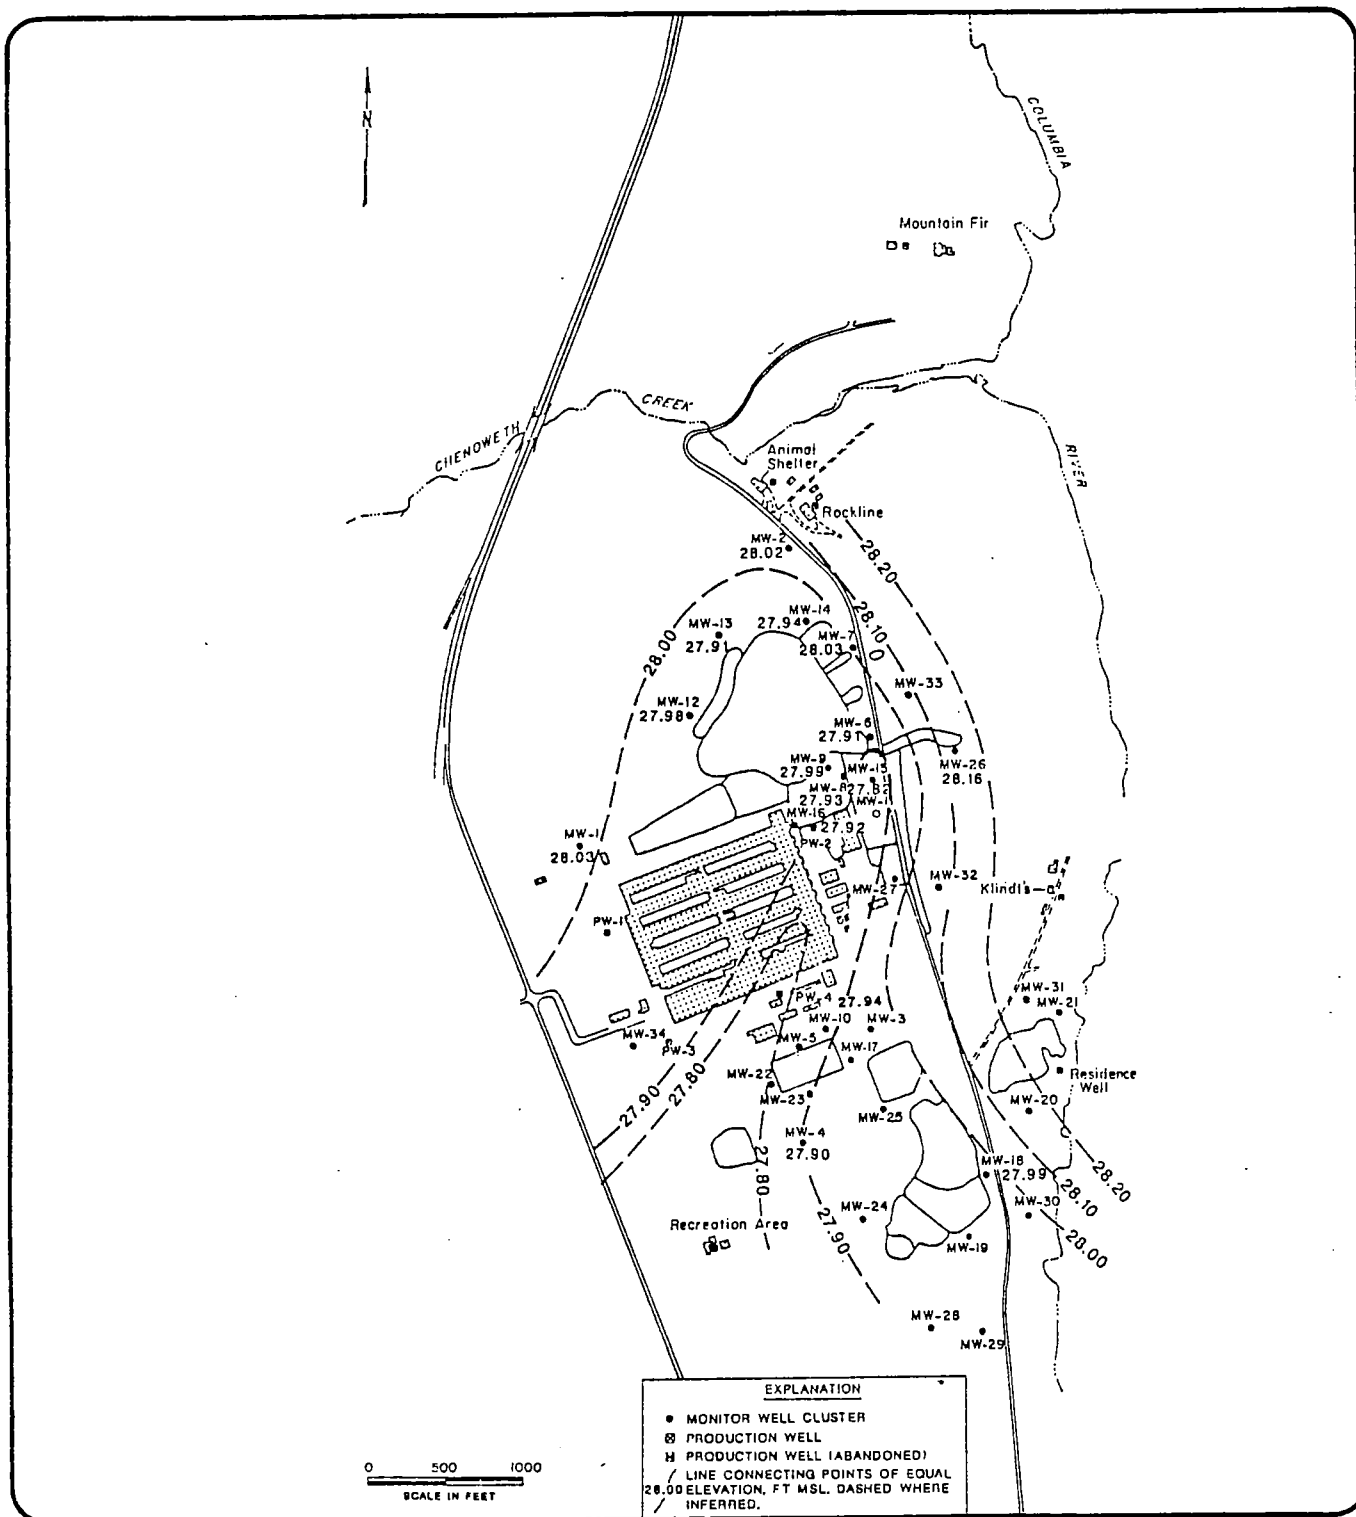 N
COLUMBIA
Mountain Fir
CREEK
CHENOWETH
RIVER
Animal
Shelter
Rockline
MW-2
28.02
28.20
MW-14
27.94
28.10
MW-13
27.91
28.00
MW-7
28.03
MW-33
MW-12
27.98
MW-6
27.91
MW-9
27.99
MW-15
27.82
MW-26
28.16
MW-8
27.93
MW-1
MW-16
27.92
PW-2
MW-1
28.03
MW-27
MW-32
Klindt's
PW-1
MW-31
MW-21
PW-4
27.94
MW-10
MW-3
MW-34
PW-3
MW-5
MW-17
MW-22
Residence
Well
27.90
27.80
MW-23
MW-25
MW-20
MW-4
27.90
27.80
MW-18
27.99
28.20
28.10
28.00
MW-30
MW-24
27.90
Recreation Area
MW-19
MW-28
MW-29
EXPLANATION
MONITOR WELL CLUSTER
PRODUCTION WELL
PRODUCTION WELL (ABANDONED)
LINE CONNECTING POINTS OF EQUAL
28.00 ELEVATION, FT MSL. DASHED WHERE
INFERRED.
0 500 1000
SCALE IN FEET